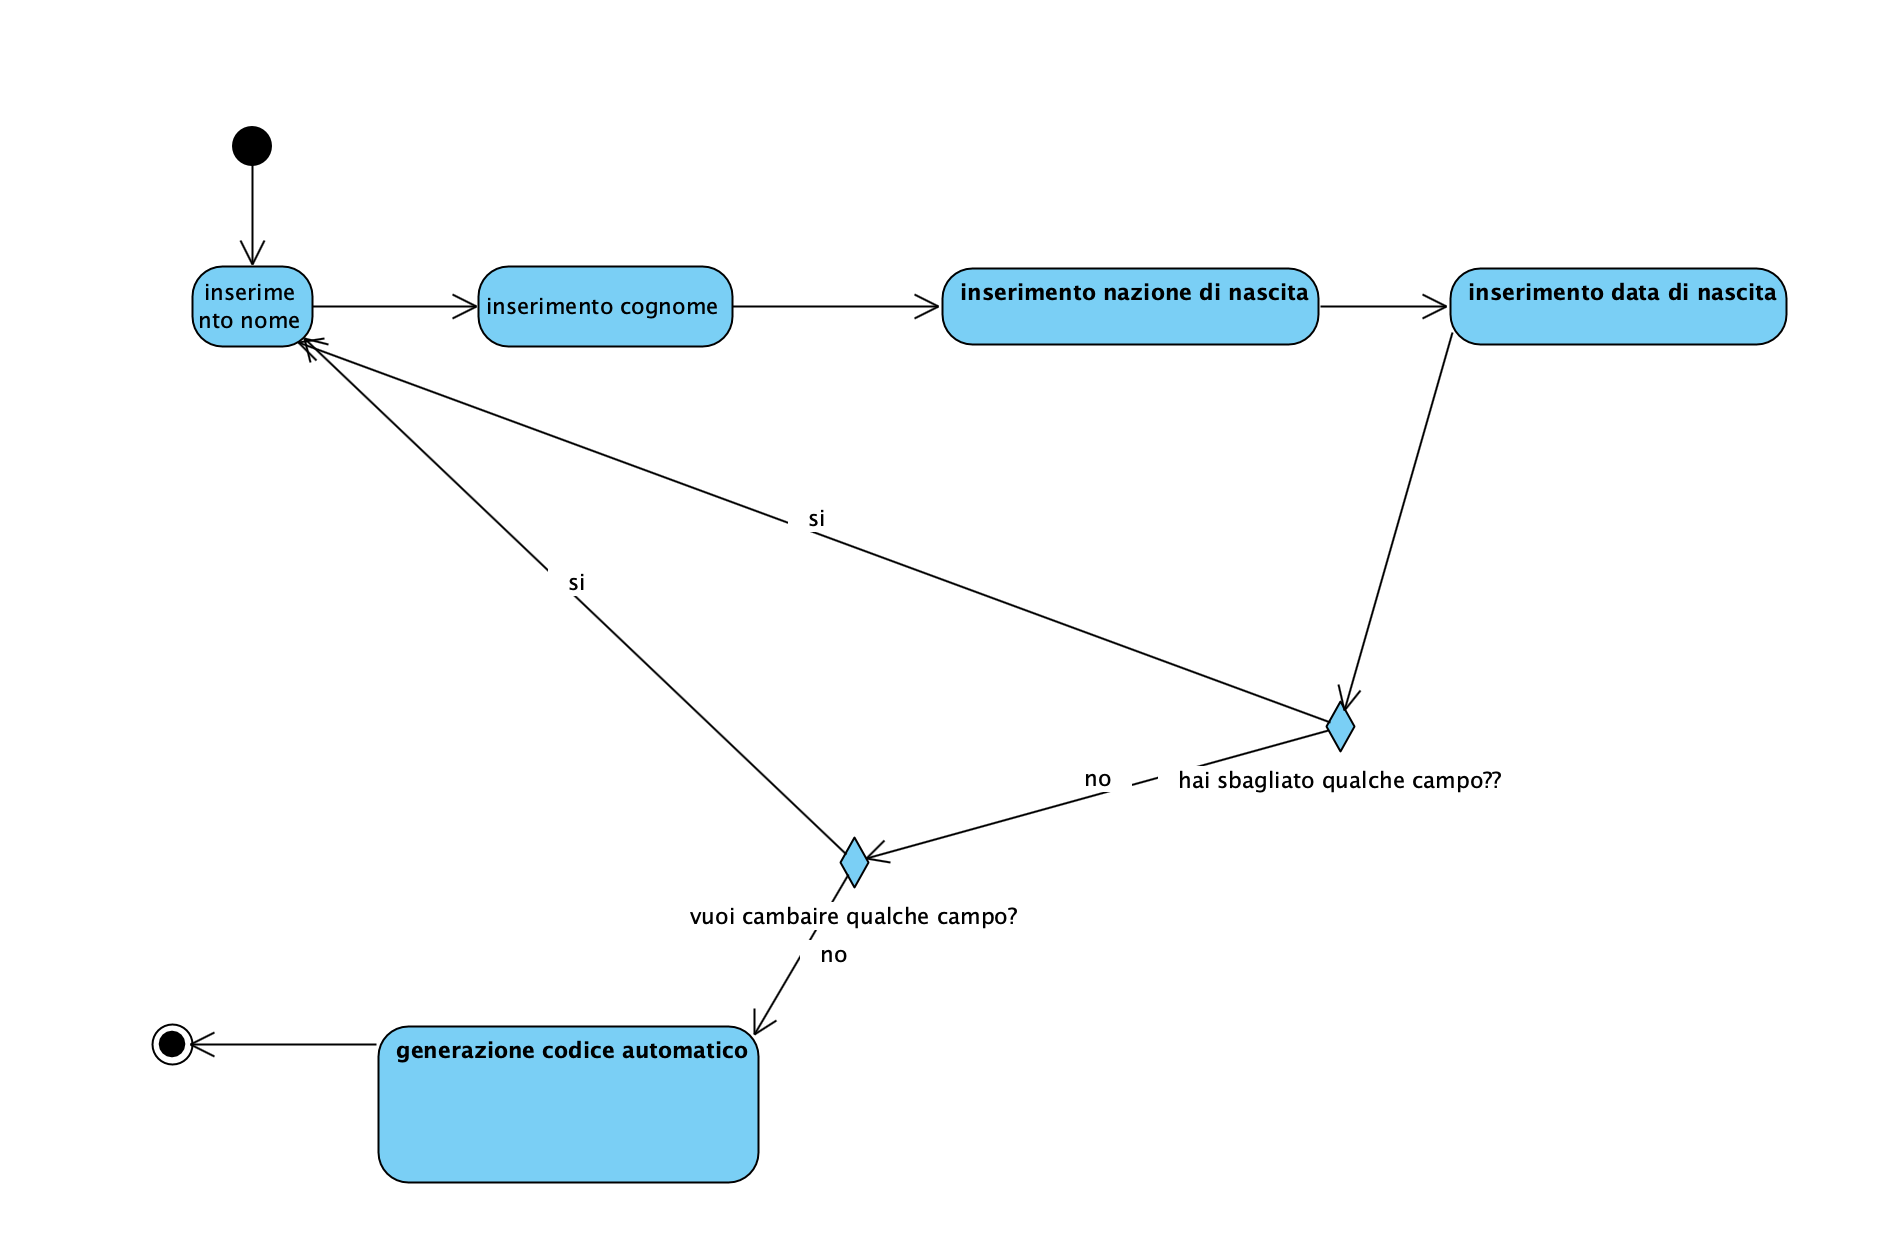 inserime
nto nome
inserimento cognome
inserimento nazione di nascita
inserimento data di nascita
si
si
no
hai sbagliato qualche campo??
vuoi cambaire qualche campo?
no
generazione codice automatico